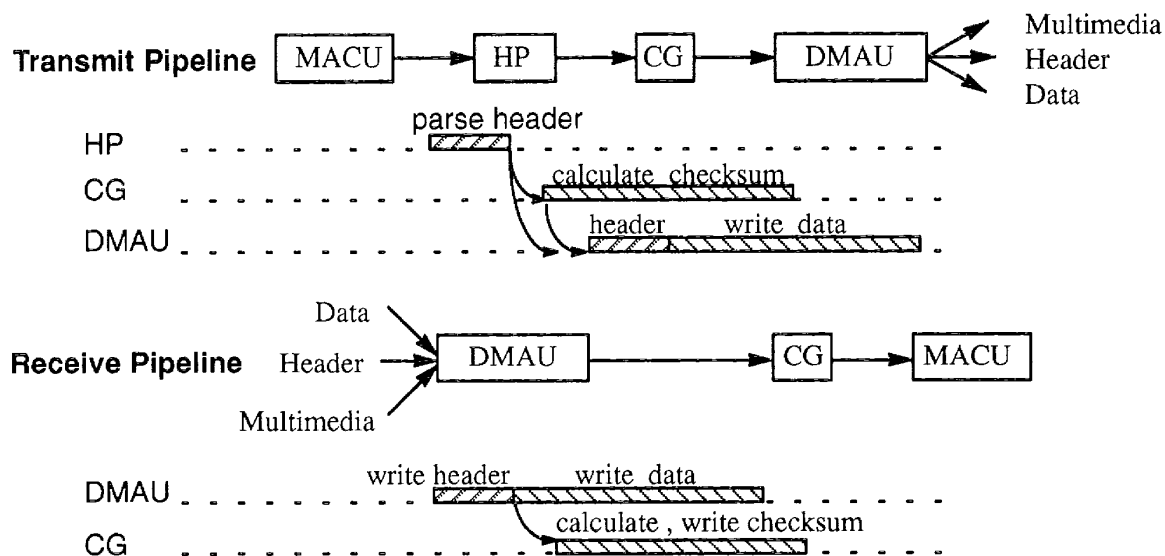 Multimedia
Transmit Pipeline MACU HP CG DMAU Header
Data
parse header
HP
calculate checksum
CG
header write data
DMAU
Data
Receive Pipeline Header DMAU CG MACU
Multimedia
write header write data
DMAU
calculate , write checksum
CG